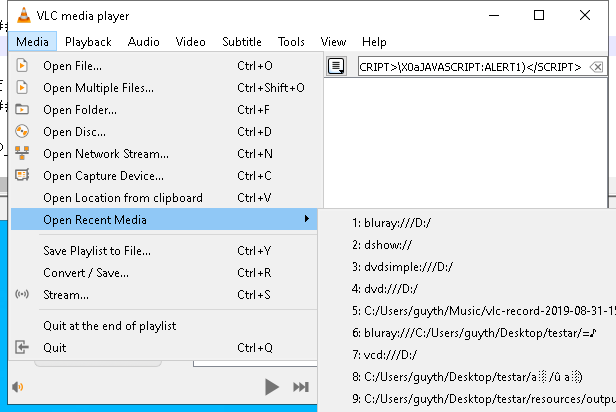 VLC media player
Media Playback Audio Video Subtitle Tools View Help
Open File... Ctrl+O
CRIPT>\X0aJAVASCRIPT:ALERT1)</SCRIPT>
Open Multiple Files... Ctrl+Shift+O
Open Folder... Ctrl+F
Open Disc... Ctrl+D
Open Network Stream... Ctrl+N
Open Capture Device... Ctrl+C
Open Location from clipboard Ctrl+V
Open Recent Media
1: bluray:///D:/
2: dshow://
3: dvdsimple:///D:/
4: dvd:///D:/
5: C:/Users/guyth/Music/vlc-record-2019-08-31-15
6: bluray:///C:/Users/guyth/Desktop/testar/=♪
7: vcd:///D:/
8: C:/Users/guyth/Desktop/testar/a░/û a░)
9: C:/Users/guyth/Desktop/testar/resources/outpu
Save Playlist to File... Ctrl+Y
Convert / Save... Ctrl+R
Stream... Ctrl+S
Quit at the end of playlist
Quit Ctrl+Q